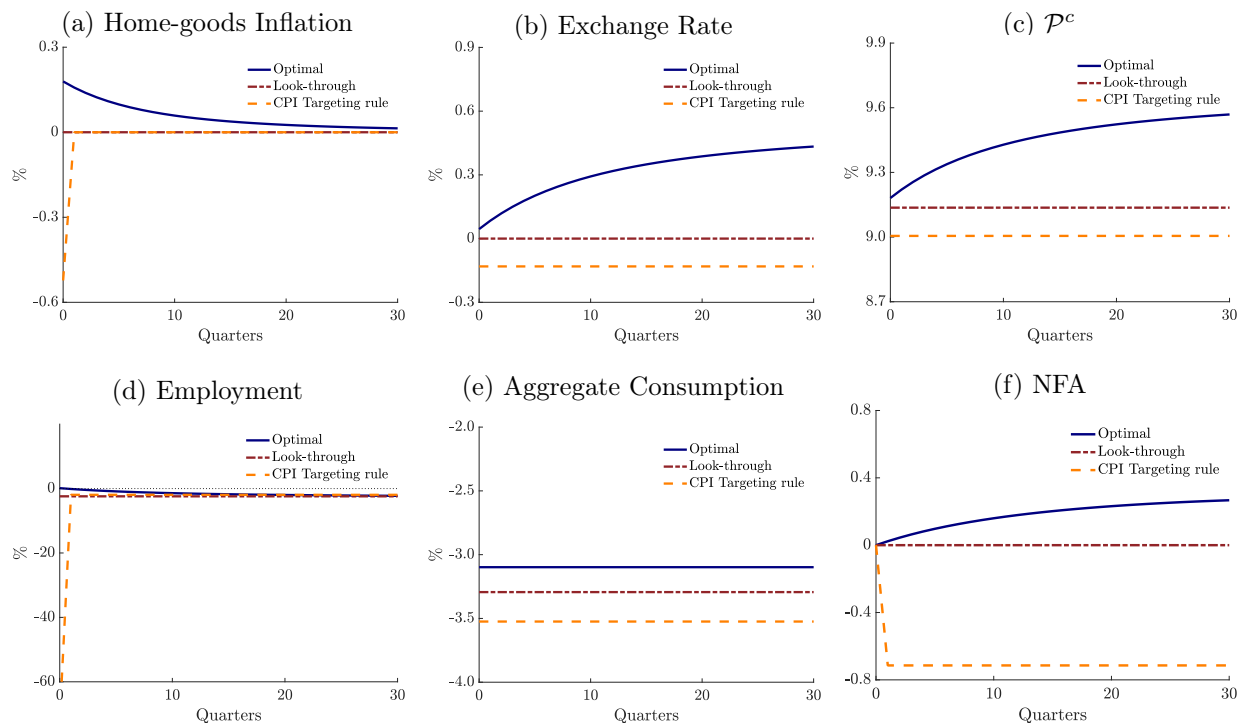 (a) Home-goods Inflation
0.3
0
-0.3
-0.6
%
0
10
20
30
Quarters
Optimal
Look-through
CPI Targeting rule
(b) Exchange Rate
0.9
0.6
0.3
0
-0.3
%
0
10
20
30
Quarters
Optimal
Look-through
CPI Targeting rule
(c) 𝒫ᶜ
9.9
9.6
9.3
9.0
8.7
%
0
10
20
30
Quarters
Optimal
Look-through
CPI Targeting rule
(d) Employment
0
-20
-40
-60
%
0
10
20
30
Quarters
Optimal
Look-through
CPI Targeting rule
(e) Aggregate Consumption
-2.0
-2.5
-3.0
-3.5
-4.0
%
0
10
20
30
Quarters
Optimal
Look-through
CPI Targeting rule
(f) NFA
0.8
0.4
0
-0.4
-0.8
%
0
10
20
30
Quarters
Optimal
Look-through
CPI Targeting rule